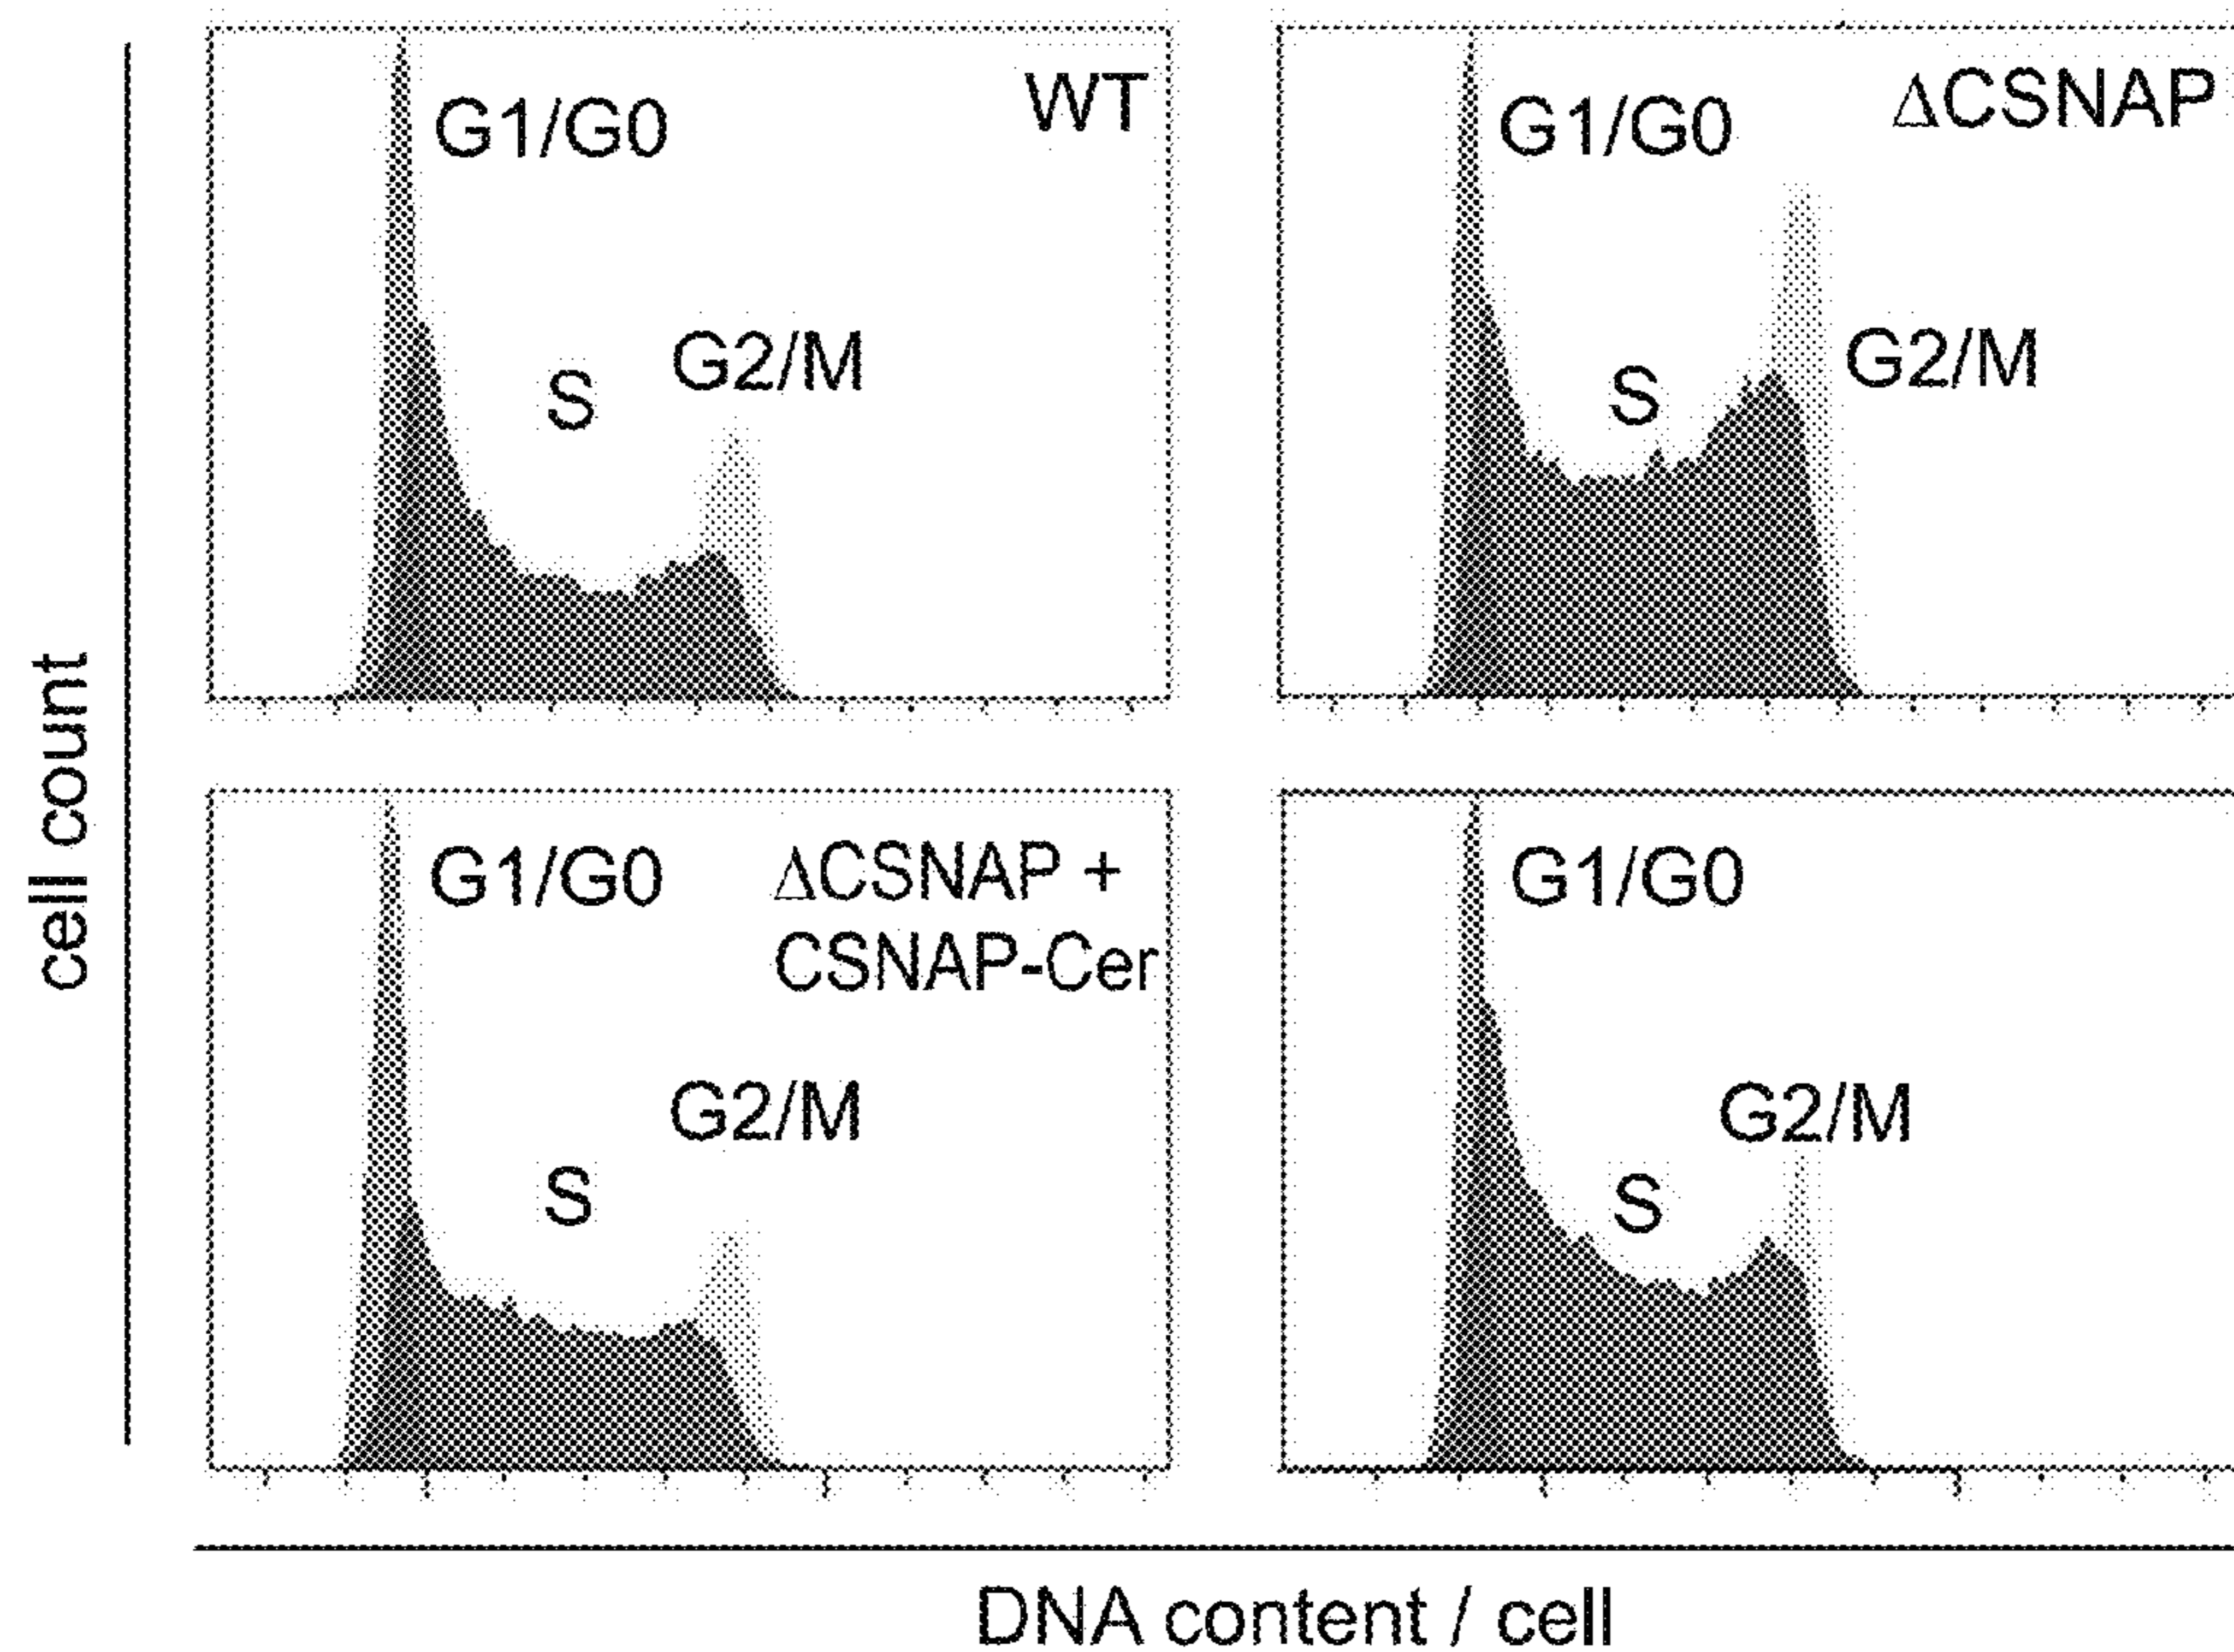 G1/G0
WT
S
G2/M
G1/G0
ΔCSNAP
S
G2/M
cell count
G1/G0
ΔCSNAP +
CSNAP-Cer
S
G2/M
G1/G0
S
G2/M
DNA content / cell